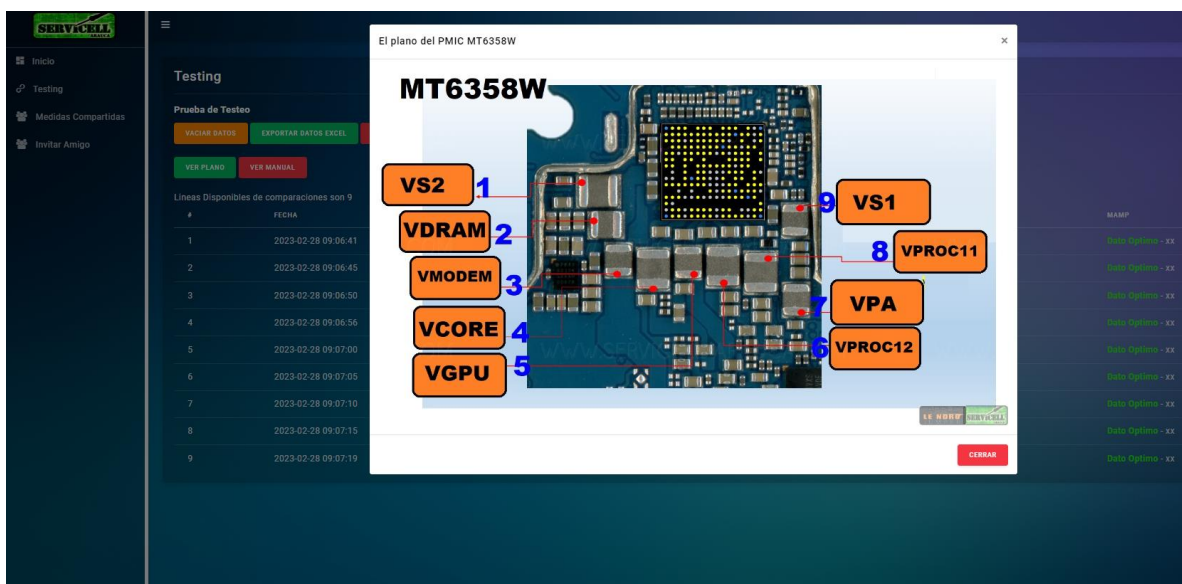 SERVICELL
ARAUCA
Inicio
Testing
Medidas Compartidas
Invitar Amigo
Testing
Prueba de Testeo
VACIAR DATOS
EXPORTAR DATOS EXCEL
VER PLANO
VER MANUAL
Lineas Disponibles de comparaciones son 9
# FECHA MAMP
1 2023-02-28 09:06:41 Dato Optimo - xx
2 2023-02-28 09:06:45 Dato Optimo - xx
3 2023-02-28 09:06:50 Dato Optimo - xx
4 2023-02-28 09:06:56 Dato Optimo - xx
5 2023-02-28 09:07:00 Dato Optimo - xx
6 2023-02-28 09:07:05 Dato Optimo - xx
7 2023-02-28 09:07:10 Dato Optimo - xx
8 2023-02-28 09:07:15 Dato Optimo - xx
9 2023-02-28 09:07:19 Dato Optimo - xx
El plano del PMIC MT6358W ×
MT6358W
VS2 1
VDRAM 2
VMODEM 3
VCORE 4
VGPU 5
9 VS1
8 VPROC11
7 VPA
6 VPROC12
LE NORD SERVICELL
CERRAR